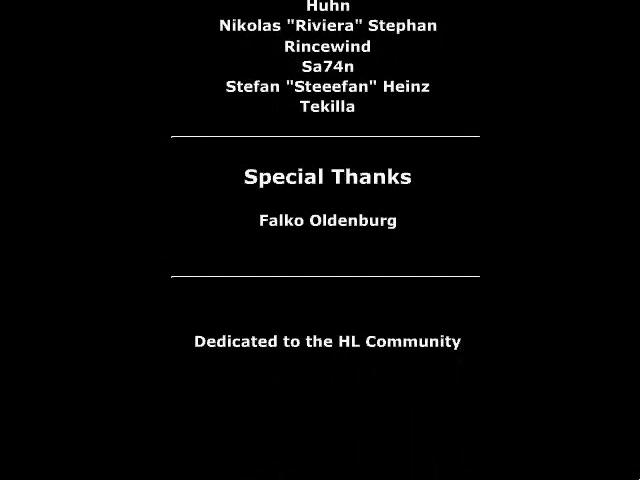 Huhn
Nikolas "Riviera" Stephan
Rincewind
Sa74n
Stefan "Steeefan" Heinz
Tekilla
Special Thanks
Falko Oldenburg
Dedicated to the HL Community